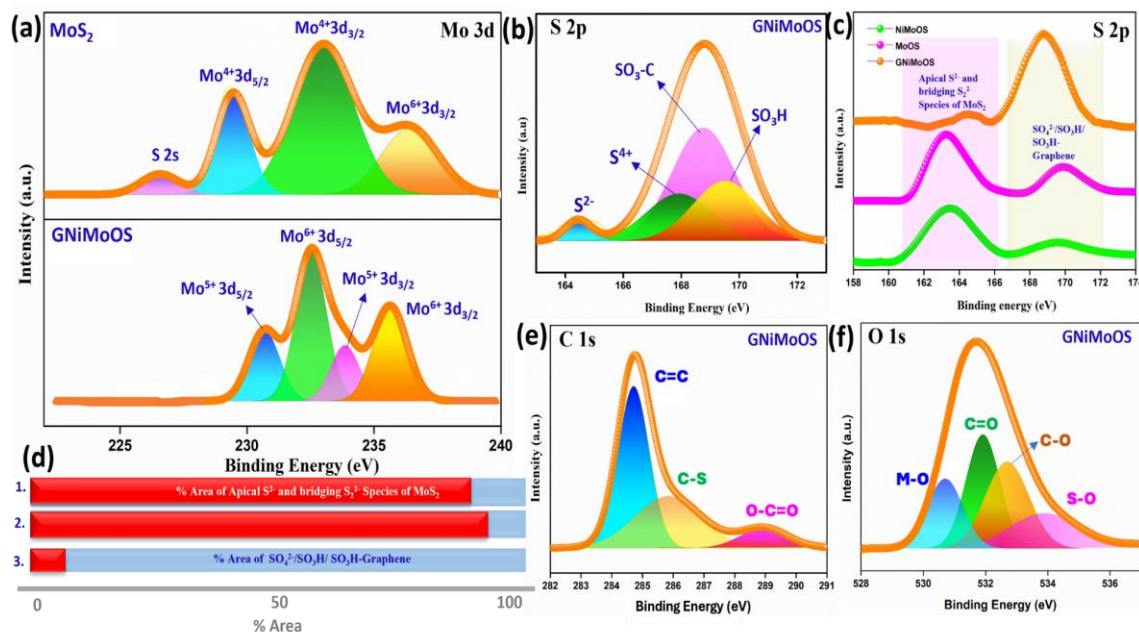 (a)
MoS₂
Mo 3d
S 2s
Mo⁴⁺3d₅/₂
Mo⁴⁺3d₃/₂
Mo⁶⁺3d₃/₂
GNiMoOS
Mo⁵⁺3d₅/₂
Mo⁶⁺3d₅/₂
Mo⁵⁺3d₃/₂
Mo⁶⁺3d₃/₂
Intensity (a.u.)
225 230 235 240
Binding Energy (eV)
(b) S 2p
GNiMoOS
SO₃-C
SO₃H
S⁴⁺
S²⁻
Intensity (a.u)
164 166 168 170 172
Binding Energy (eV)
(c)
S 2p
NiMoOS
MoOS
GNiMoOS
Apical S²⁻ and
bridging S₂²⁻
Species of MoS₂
SO₄²⁻/SO₃H/
SO₃H-
Graphene
Intensity (a.u.)
158 160 162 164 166 168 170 172 174
Binding energy (eV)
(d)
1.
% Area of Apical S²⁻ and bridging S₂²⁻ Species of MoS₂
2.
3.
% Area of SO₄²⁻/SO₃H/ SO₃H-Graphene
0 50 100
% Area
(e) C 1s
GNiMoOS
C=C
C-S
O-C=O
Intensity (a.u.)
282 283 284 285 286 287 288 289 290 291
Binding Energy (eV)
(f) O 1s
GNiMoOS
M-O
C=O
C-O
S-O
Intensity (a.u.)
528 530 532 534 536
Binding Energy (eV)